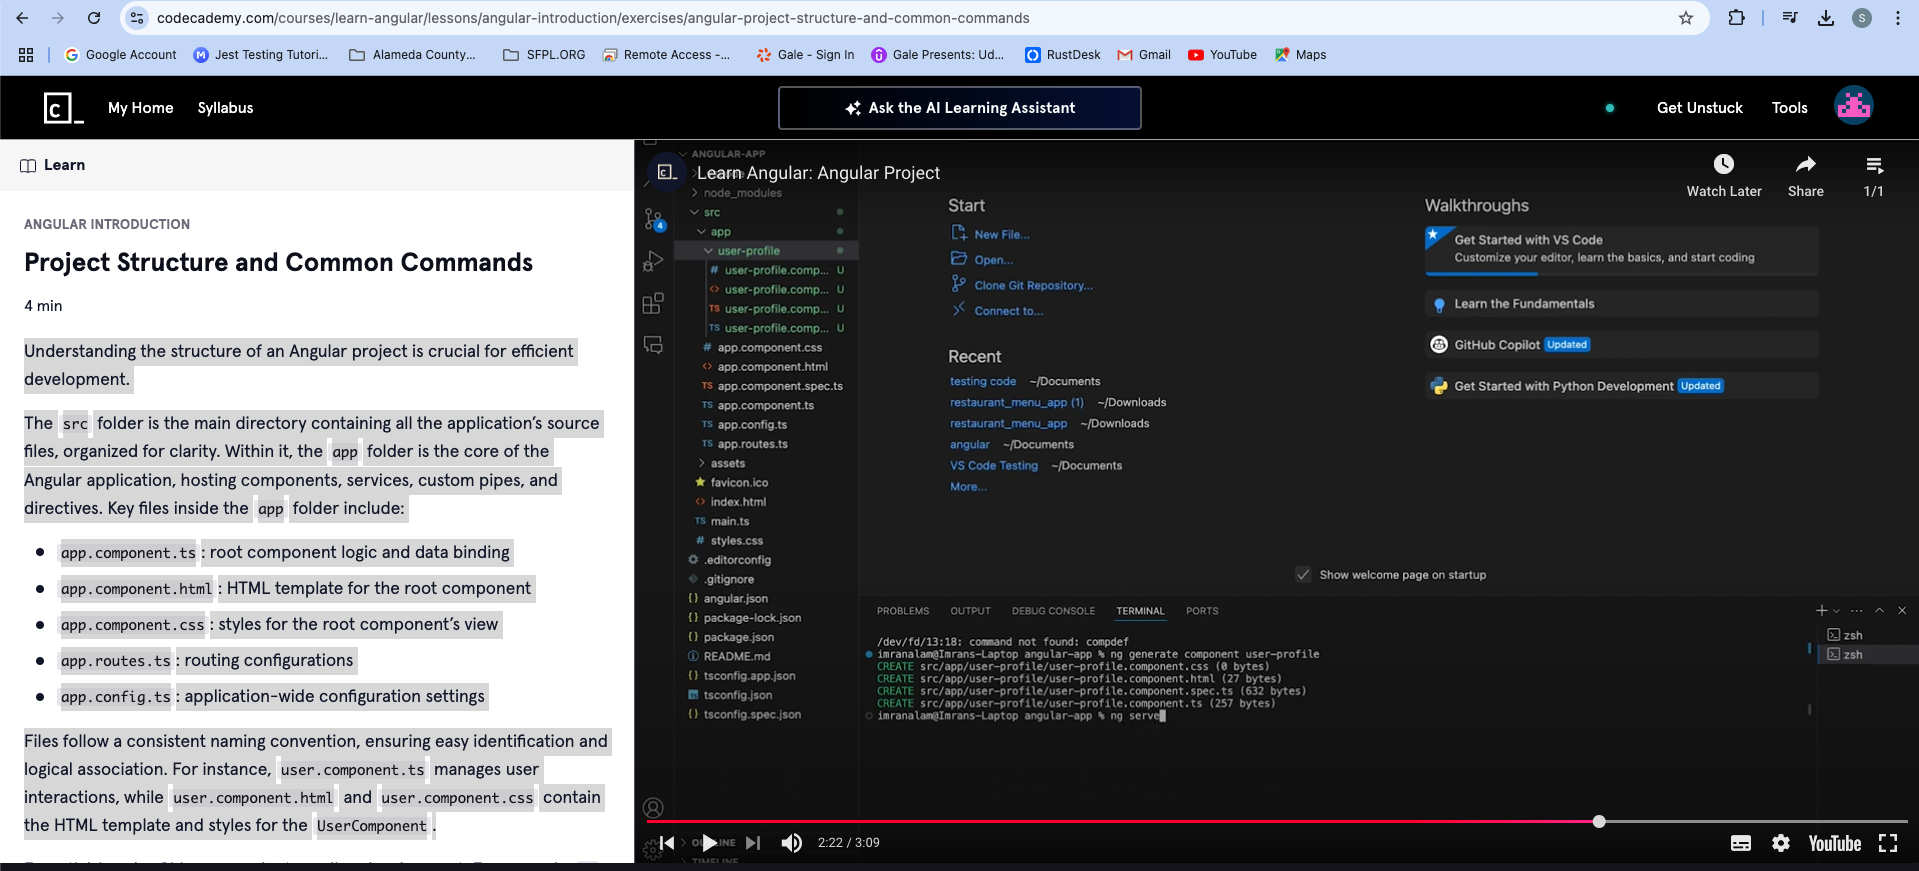 codecademy.com/courses/learn-angular/lessons/angular-introduction/exercises/angular-project-structure-and-common-commands
S
Google Account
Jest Testing Tutori...
Alameda County...
SFPL.ORG
Remote Access -...
Gale - Sign In
Gale Presents: Ud...
RustDesk
Gmail
YouTube
Maps
My Home
Syllabus
Ask the AI Learning Assistant
Get Unstuck
Tools
Learn
ANGULAR INTRODUCTION
Project Structure and Common Commands
4 min
Understanding the structure of an Angular project is crucial for efficient
development.
The src folder is the main directory containing all the application’s source
files, organized for clarity. Within it, the app folder is the core of the
Angular application, hosting components, services, custom pipes, and
directives. Key files inside the app folder include:
app.component.ts : root component logic and data binding
app.component.html : HTML template for the root component
app.component.css : styles for the root component’s view
app.routes.ts : routing configurations
app.config.ts : application-wide configuration settings
Files follow a consistent naming convention, ensuring easy identification and
logical association. For instance, user.component.ts manages user
interactions, while user.component.html and user.component.css contain
the HTML template and styles for the UserComponent .
Learn Angular: Angular Project
Watch Later
Share
1/1
ANGULAR-APP
node_modules
src
app
user-profile
# user-profile.comp... U
<> user-profile.comp... U
TS user-profile.comp... U
TS user-profile.comp... U
# app.component.css
<> app.component.html
TS app.component.spec.ts
TS app.component.ts
TS app.config.ts
TS app.routes.ts
assets
favicon.ico
<> index.html
TS main.ts
# styles.css
.editorconfig
.gitignore
{} angular.json
{} package-lock.json
{} package.json
README.md
{} tsconfig.app.json
tsconfig.json
{} tsconfig.spec.json
OUTLINE
TIMELINE
4
Start
New File...
Open...
Clone Git Repository...
Connect to...
Recent
testing code ~/Documents
restaurant_menu_app (1) ~/Downloads
restaurant_menu_app ~/Downloads
angular ~/Documents
VS Code Testing ~/Documents
More...
Walkthroughs
Get Started with VS Code
Customize your editor, learn the basics, and start coding
Learn the Fundamentals
GitHub Copilot Updated
Get Started with Python Development Updated
Show welcome page on startup
PROBLEMS
OUTPUT
DEBUG CONSOLE
TERMINAL
PORTS
/dev/fd/13:18: command not found: compdef
imranalam@Imrans-Laptop angular-app % ng generate component user-profile
CREATE src/app/user-profile/user-profile.component.css (0 bytes)
CREATE src/app/user-profile/user-profile.component.html (27 bytes)
CREATE src/app/user-profile/user-profile.component.spec.ts (632 bytes)
CREATE src/app/user-profile/user-profile.component.ts (257 bytes)
imranalam@Imrans-Laptop angular-app % ng serve
zsh
zsh
2:22 / 3:09
YouTube